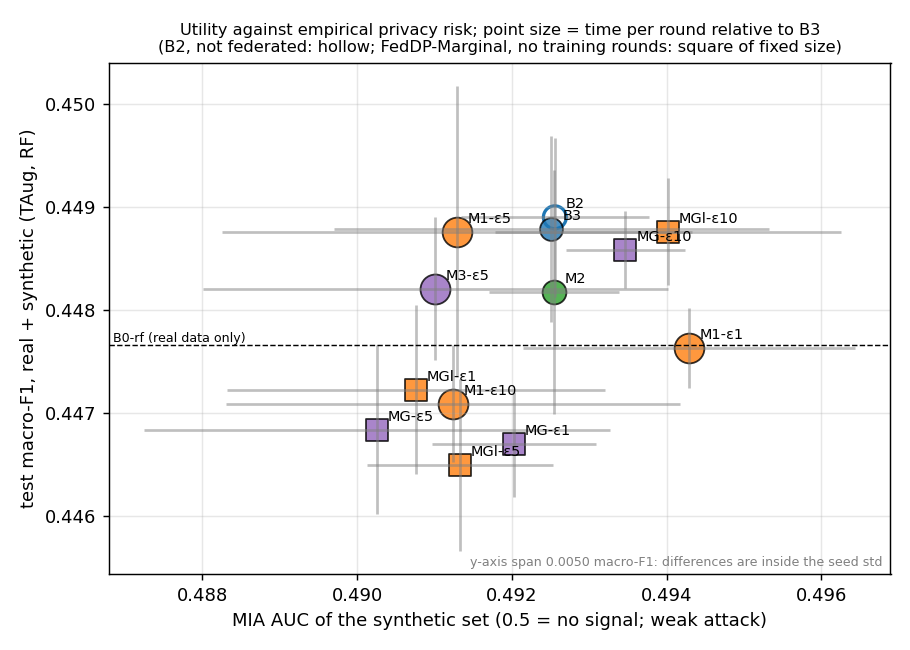 Utility against empirical privacy risk; point size = time per round relative to B3
(B2, not federated: hollow; FedDP-Marginal, no training rounds: square of fixed size)
test macro-F1, real + synthetic (TAug, RF)
0.450
0.449
0.448
0.447
0.446
B2
B3
M1-ε5
MGl-ε10
MG-ε10
M3-ε5
M2
B0-rf (real data only)
M1-ε1
MGl-ε1
M1-ε10
MG-ε5
MG-ε1
MGl-ε5
y-axis span 0.0050 macro-F1: differences are inside the seed std
0.488
0.490
0.492
0.494
0.496
MIA AUC of the synthetic set (0.5 = no signal; weak attack)